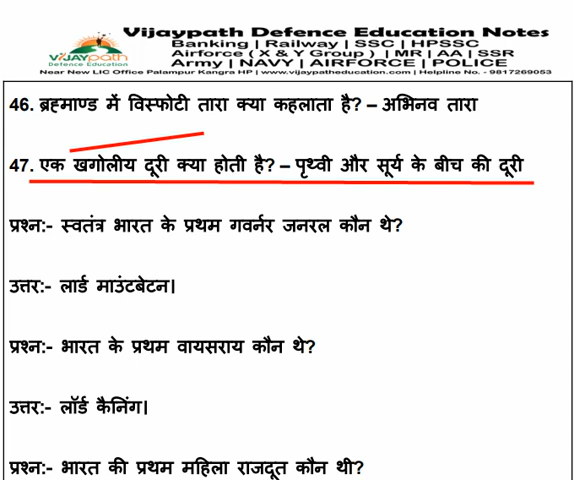 Vijaypath Defence Education Notes
Banking | Railway | SSC | HPSSC
Airforce ( X & Y Group ) | MR | AA | SSR
Army | NAVY | AIRFORCE | POLICE
VIJAYpath
Defence Education
Near New LIC Office Palampur Kangra HP | www.vijaypatheducation.com | Helpline No. - 9817269053
46. ब्रह्माण्ड में विस्फोटी तारा क्या कहलाता है? – अभिनव तारा
47. एक खगोलीय दूरी क्या होती है? – पृथ्वी और सूर्य के बीच की दूरी
प्रश्न:- स्वतंत्र भारत के प्रथम गवर्नर जनरल कौन थे?
उत्तर:- लार्ड माउंटबेटन।
प्रश्न:- भारत के प्रथम वायसराय कौन थे?
उत्तर:- लॉर्ड कैनिंग।
प्रश्न:- भारत की प्रथम महिला राजदूत कौन थी?